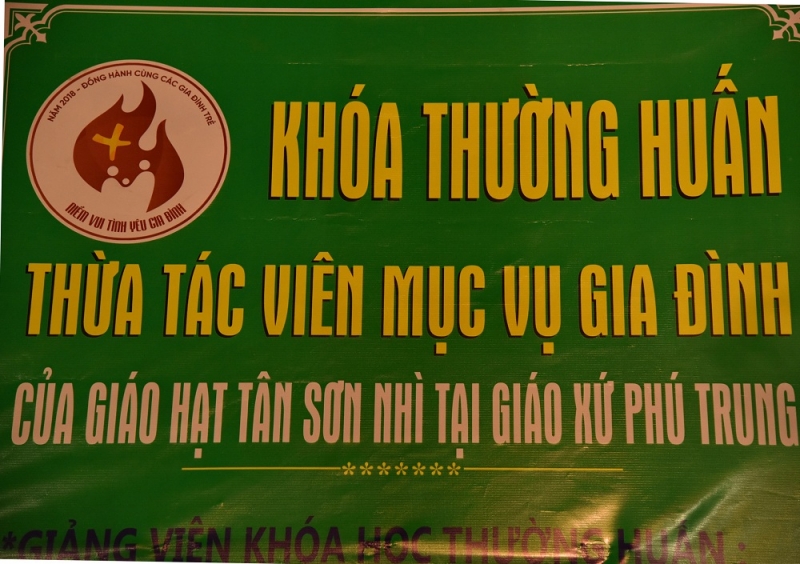 NĂM 2018 - ĐỒNG HÀNH CÙNG CÁC GIA ĐÌNH TRẺ
NIỀM VUI TÌNH YÊU GIA ĐÌNH
KHÓA THƯỜNG HUẤN
THỪA TÁC VIÊN MỤC VỤ GIA ĐÌNH
CỦA GIÁO HẠT TÂN SƠN NHÌ TẠI GIÁO XỨ PHÚ TRUNG
*******
*GIẢNG VIÊN KHÓA HỌC THƯỜNG HUẤN :